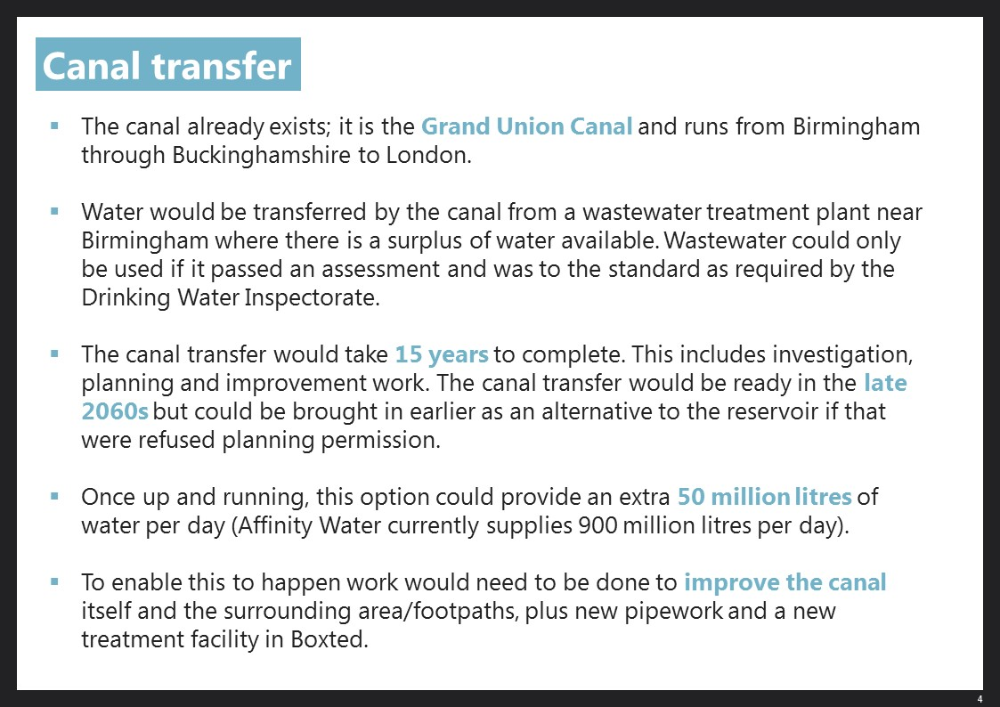 Canal transfer
▪ The canal already exists; it is the Grand Union Canal and runs from Birmingham
through Buckinghamshire to London.
▪ Water would be transferred by the canal from a wastewater treatment plant near
Birmingham where there is a surplus of water available. Wastewater could only
be used if it passed an assessment and was to the standard as required by the
Drinking Water Inspectorate.
▪ The canal transfer would take 15 years to complete. This includes investigation,
planning and improvement work. The canal transfer would be ready in the late
2060s but could be brought in earlier as an alternative to the reservoir if that
were refused planning permission.
▪ Once up and running, this option could provide an extra 50 million litres of
water per day (Affinity Water currently supplies 900 million litres per day).
▪ To enable this to happen work would need to be done to improve the canal
itself and the surrounding area/footpaths, plus new pipework and a new
treatment facility in Boxted.
4